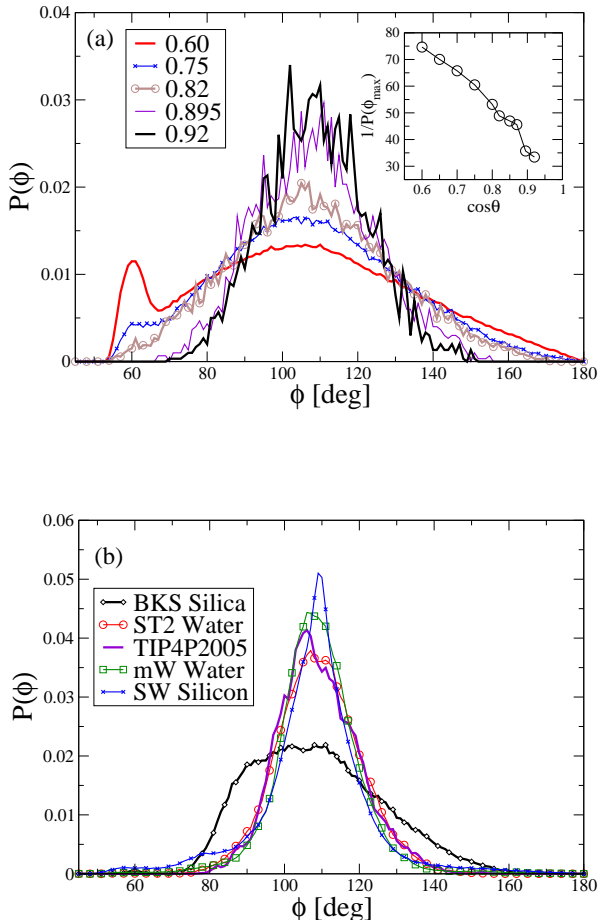 (a)
0.60
0.75
0.82
0.895
0.92
P(ϕ)
0.04
0.03
0.02
0.01
0
60 80 100 120 140 160 180
ϕ [deg]
1/P(ϕmax)
80
70
60
50
40
30
0.6 0.7 0.8 0.9 1
cosθ
(b)
BKS Silica
ST2 Water
TIP4P2005
mW Water
SW Silicon
P(ϕ)
0.06
0.05
0.04
0.03
0.02
0.01
0
60 80 100 120 140 160 180
ϕ [deg]